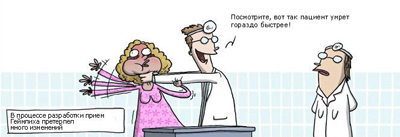 Посмотрите, вот так пациент умрет
гораздо быстрее!
В процессе разработки прием
Геймлиха претерпел
много изменений